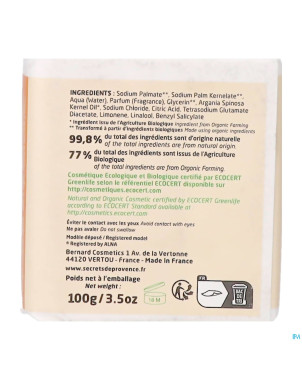 INGREDIENTS : Sodium Palmate**, Sodium Palm Kernelate**,
Aqua (Water), Parfum (Fragrance), Glycerin**, Argania Spinosa
Kernel Oil*, Sodium Chloride, Citric Acid, Tetrasodium Glutamate
Diacetate, Limonene, Linalool, Benzyl Salicylate
* Ingrédient issu de l'Agriculture Biologique Ingredient from Organic Farming
** Transformé à partir d'ingrédients biologiques Made using organic ingredients
99,8% du total des ingrédients sont d'origine naturelle
of the total ingredients are from natural origin
77% du total des ingrédients sont issus de l'Agriculture
Biologique
of the total ingredients are from Organic Farming
Cosmétique Ecologique et Biologique certifié par ECOCERT
Greenlife selon le référentiel ECOCERT disponible sur
http://cosmetiques.ecocert.com
Natural and Organic Cosmetic certified by ECOCERT Greenlife
according to ECOCERT Standard available at
http://cosmetics.ecocert.com
Éviter le contact avec les yeux Avoid contact with eyes
Ne pas avaler Do not swallow
Modèle déposé / Registered model
® Registered by ALNA
Bernard Cosmetics 1 Av. de la Vertonne
44120 VERTOU - France - Made in France
www.secretsdeprovence.com
Poids net à l'emballage
Net weight :
100g / 3.5oz
FR